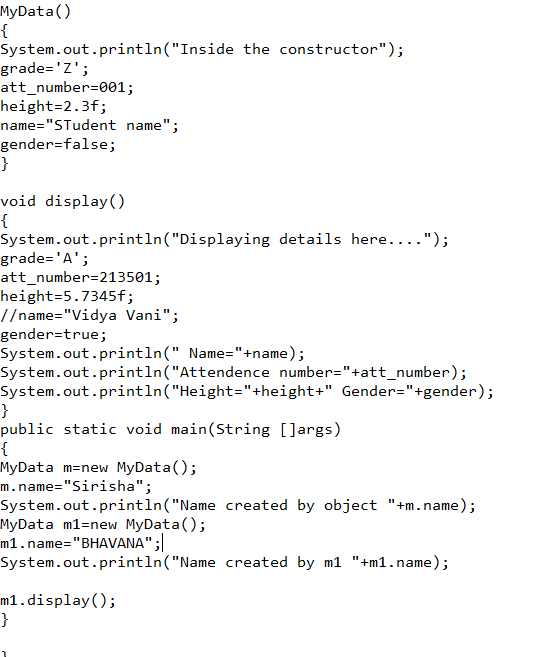 MyData()
{
System.out.println("Inside the constructor");
grade='Z';
att_number=001;
height=2.3f;
name="STudent name";
gender=false;
}
void display()
{
System.out.println("Displaying details here....");
grade='A';
att_number=213501;
height=5.7345f;
//name="Vidya Vani";
gender=true;
System.out.println(" Name="+name);
System.out.println("Attendence number="+att_number);
System.out.println("Height="+height+" Gender="+gender);
}
public static void main(String []args)
{
MyData m=new MyData();
m.name="Sirisha";
System.out.println("Name created by object "+m.name);
MyData m1=new MyData();
m1.name="BHAVANA";
System.out.println("Name created by m1 "+m1.name);
m1.display();
}
}